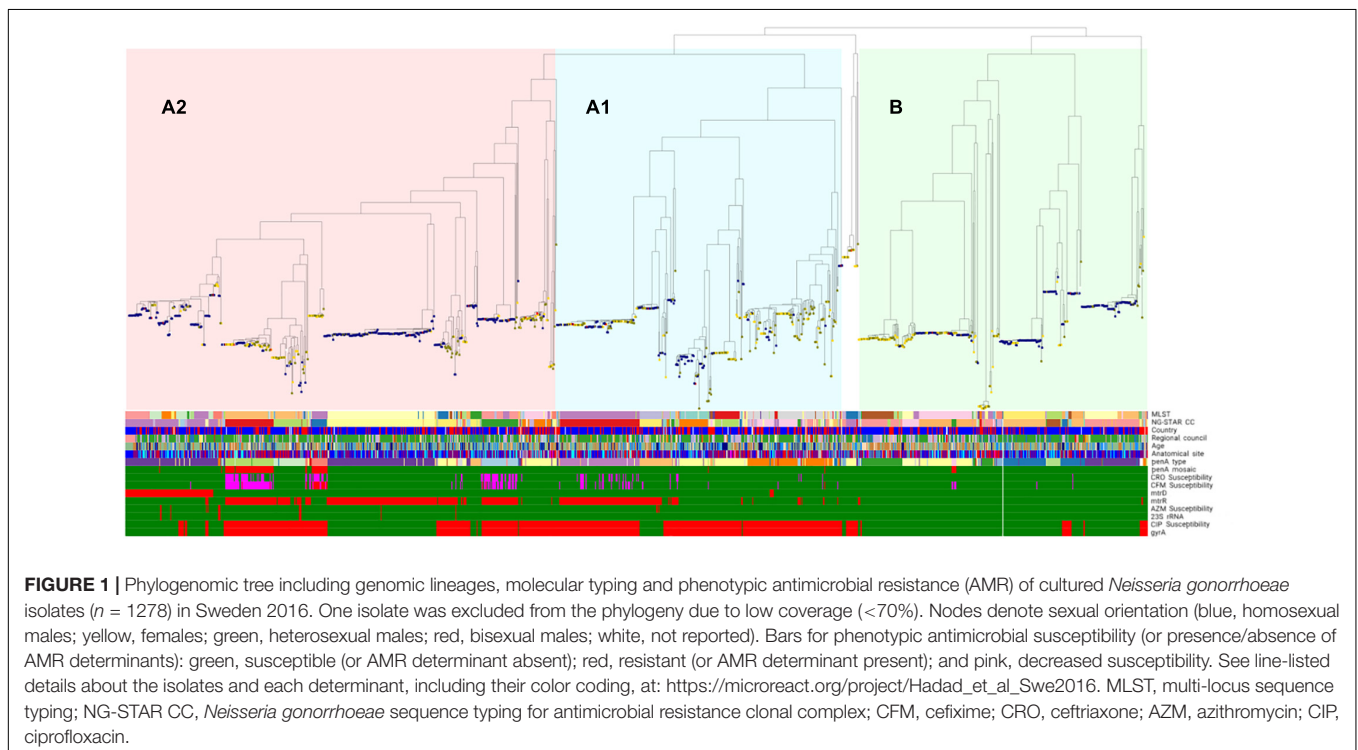 A2
A1
B
MLST
NG-STAR CC
Country
Regional council
Age
Anatomical site
penA type
penA mosaic
CRO Susceptibility
CFM Susceptibility
mtrD
mtrR
AZM Susceptibility
23S rRNA
CIP Susceptibility
gyrA
FIGURE 1 | Phylogenomic tree including genomic lineages, molecular typing and phenotypic antimicrobial resistance (AMR) of cultured Neisseria gonorrhoeae
isolates (n = 1278) in Sweden 2016. One isolate was excluded from the phylogeny due to low coverage (<70%). Nodes denote sexual orientation (blue, homosexual
males; yellow, females; green, heterosexual males; red, bisexual males; white, not reported). Bars for phenotypic antimicrobial susceptibility (or presence/absence of
AMR determinants): green, susceptible (or AMR determinant absent); red, resistant (or AMR determinant present); and pink, decreased susceptibility. See line-listed
details about the isolates and each determinant, including their color coding, at: https://microreact.org/project/Hadad_et_al_Swe2016. MLST, multi-locus sequence
typing; NG-STAR CC, Neisseria gonorrhoeae sequence typing for antimicrobial resistance clonal complex; CFM, cefixime; CRO, ceftriaxone; AZM, azithromycin; CIP,
ciprofloxacin.